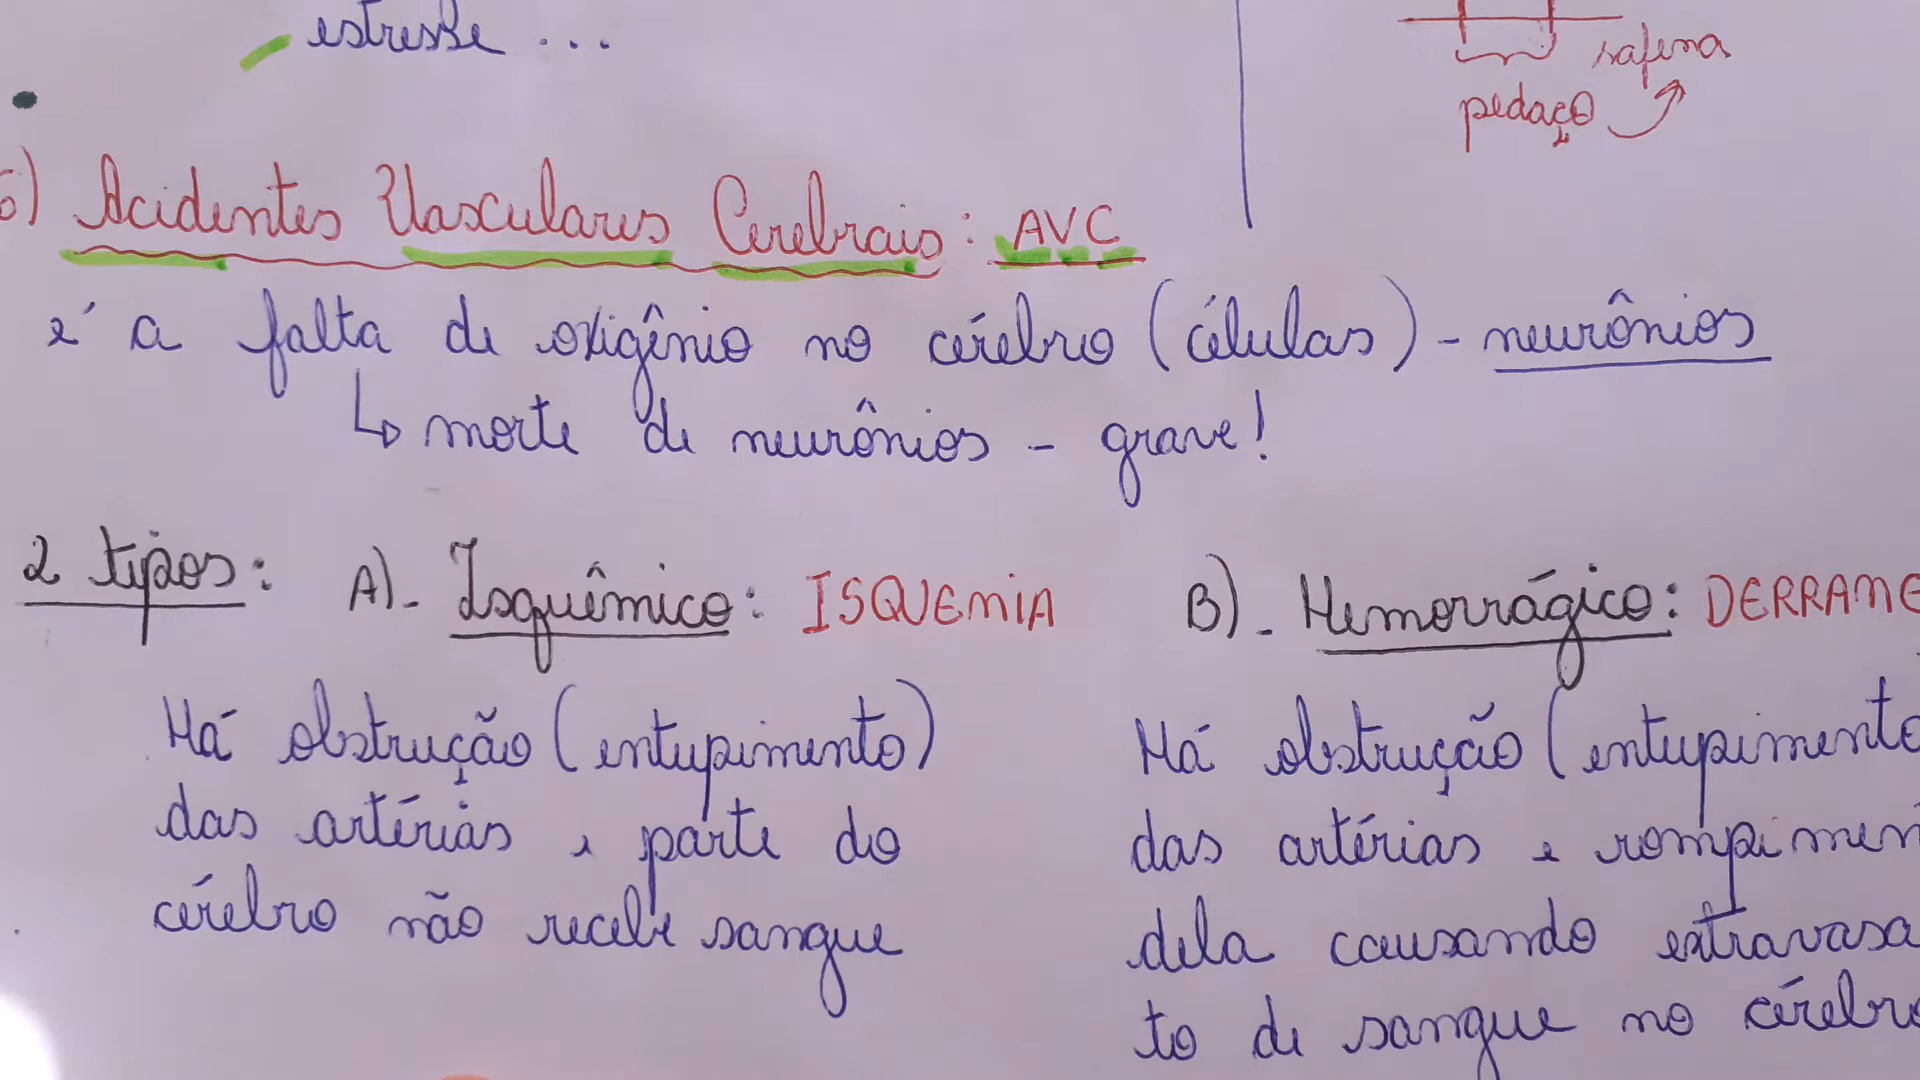 estresse ...
safena
pedaço
6) Acidentes Vasculares Cerebrais: AVC
é a falta de oxigênio no cérebro (células) - neurônios
↳ morte de neurônios - grave!
2 tipos: A)- Isquêmico: ISQUEMIA
Há obstrução (entupimento)
das artérias e parte do
cérebro não recebe sangue
B)- Hemorrágico: DERRAME
Há obstrução (entupimento
das artérias e rompimen
dela causando extravasa
to de sangue no cérebro